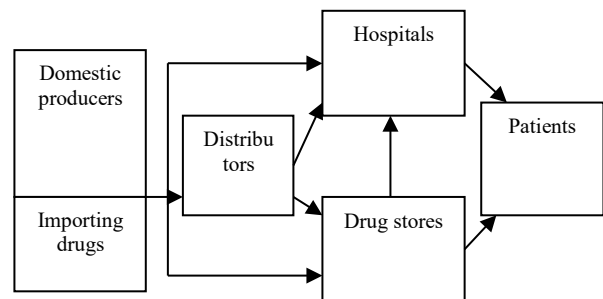 Hospitals
Domestic
producers
Distribu
tors
Patients
Importing
drugs
Drug stores